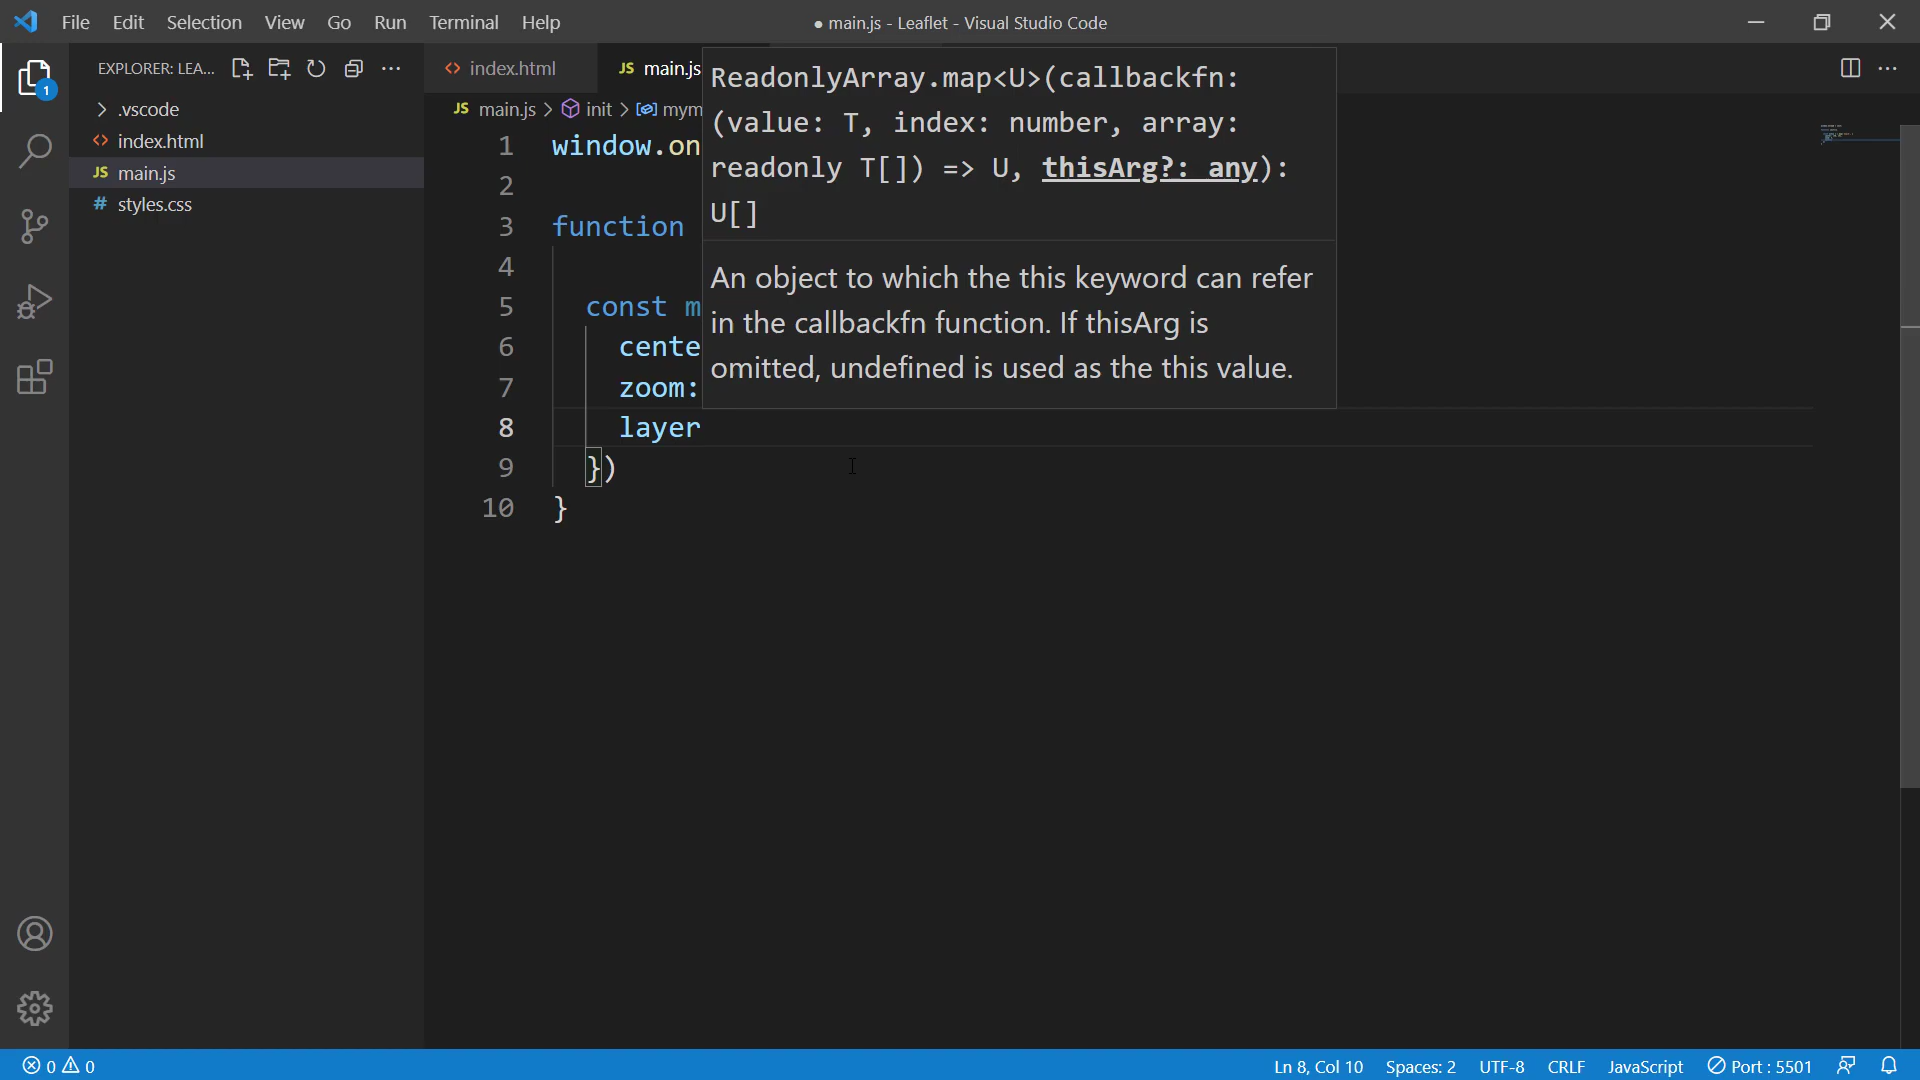 File Edit Selection View Go Run Terminal Help
● main.js - Leaflet - Visual Studio Code
EXPLORER: LEA...
.vscode
index.html
JS main.js
# styles.css
1
index.html
JS main.js
JS main.js > init > mym
1 window.on
2
3 function
4
5 const m
6 cente
7 zoom:
8 layer
9 })
10 }
ReadonlyArray.map<U>(callbackfn:
(value: T, index: number, array:
readonly T[]) => U, thisArg?: any):
U[]
An object to which the this keyword can refer
in the callbackfn function. If thisArg is
omitted, undefined is used as the this value.
0 0
Ln 8, Col 10 Spaces: 2 UTF-8 CRLF JavaScript Port : 5501